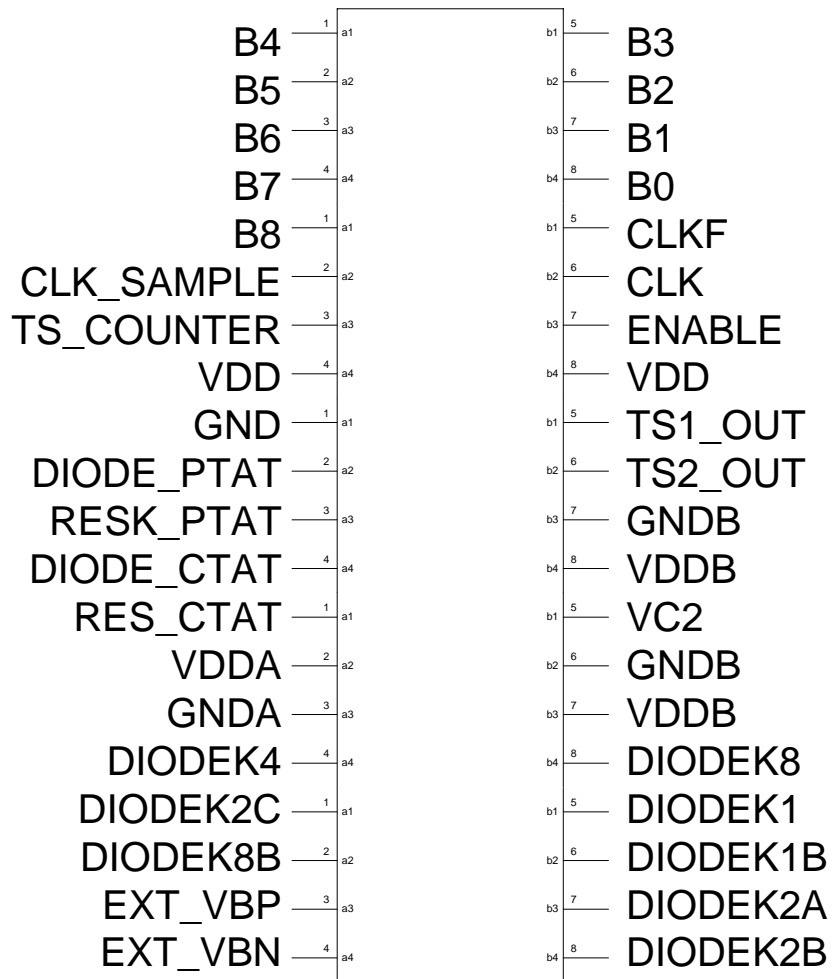 B4 1 a1 b1 5 B3
B5 2 a2 b2 6 B2
B6 3 a3 b3 7 B1
B7 4 a4 b4 8 B0
B8 1 a1 b1 5 CLKF
CLK_SAMPLE 2 a2 b2 6 CLK
TS_COUNTER 3 a3 b3 7 ENABLE
VDD 4 a4 b4 8 VDD
GND 1 a1 b1 5 TS1_OUT
DIODE_PTAT 2 a2 b2 6 TS2_OUT
RESK_PTAT 3 a3 b3 7 GNDB
DIODE_CTAT 4 a4 b4 8 VDDB
RES_CTAT 1 a1 b1 5 VC2
VDDA 2 a2 b2 6 GNDB
GNDA 3 a3 b3 7 VDDB
DIODEK4 4 a4 b4 8 DIODEK8
DIODEK2C 1 a1 b1 5 DIODEK1
DIODEK8B 2 a2 b2 6 DIODEK1B
EXT_VBP 3 a3 b3 7 DIODEK2A
EXT_VBN 4 a4 b4 8 DIODEK2B